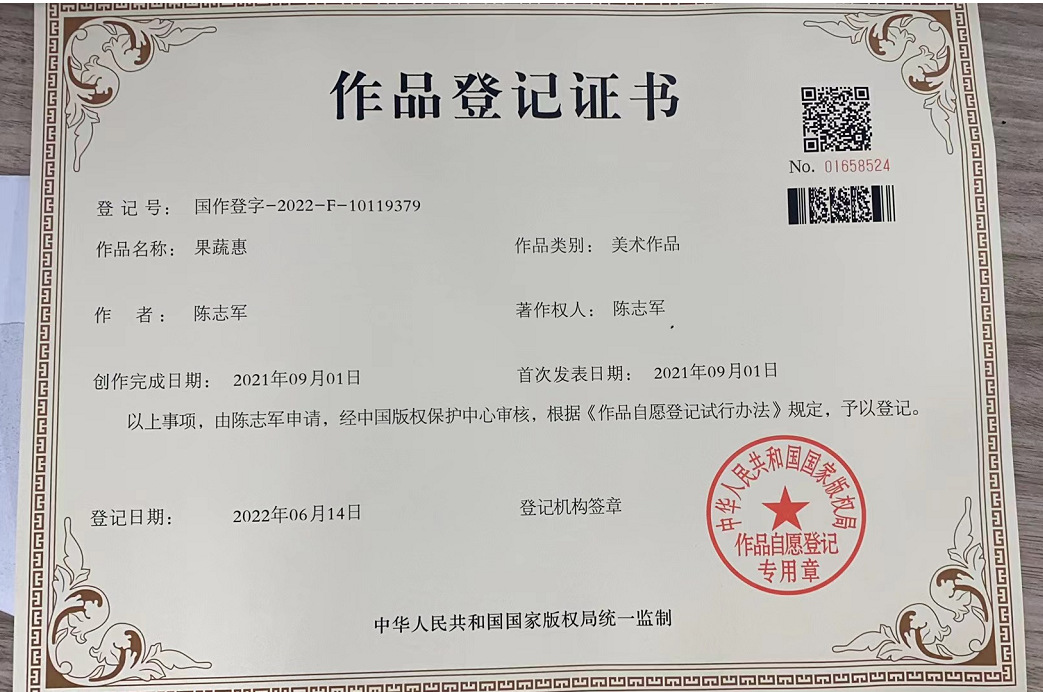 作品登记证书
No. 01658524
登 记 号： 国作登字-2022-F-10119379
作品名称： 果蔬惠 作品类别： 美术作品
作 者： 陈志军 著作权人： 陈志军
创作完成日期： 2021年09月01日 首次发表日期： 2021年09月01日
以上事项，由陈志军申请，经中国版权保护中心审核，根据《作品自愿登记试行办法》规定，予以登记。
登记日期： 2022年06月14日 登记机构签章
中华人民共和国国家版权局
作品自愿登记
专用章
中华人民共和国国家版权局统一监制